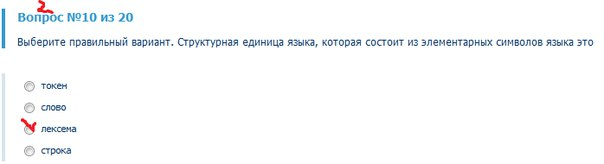 2
Вопрос №10 из 20
Выберите правильный вариант. Структурная единица языка, которая состоит из элементарных символов языка это
токен
слово
лексема
строка